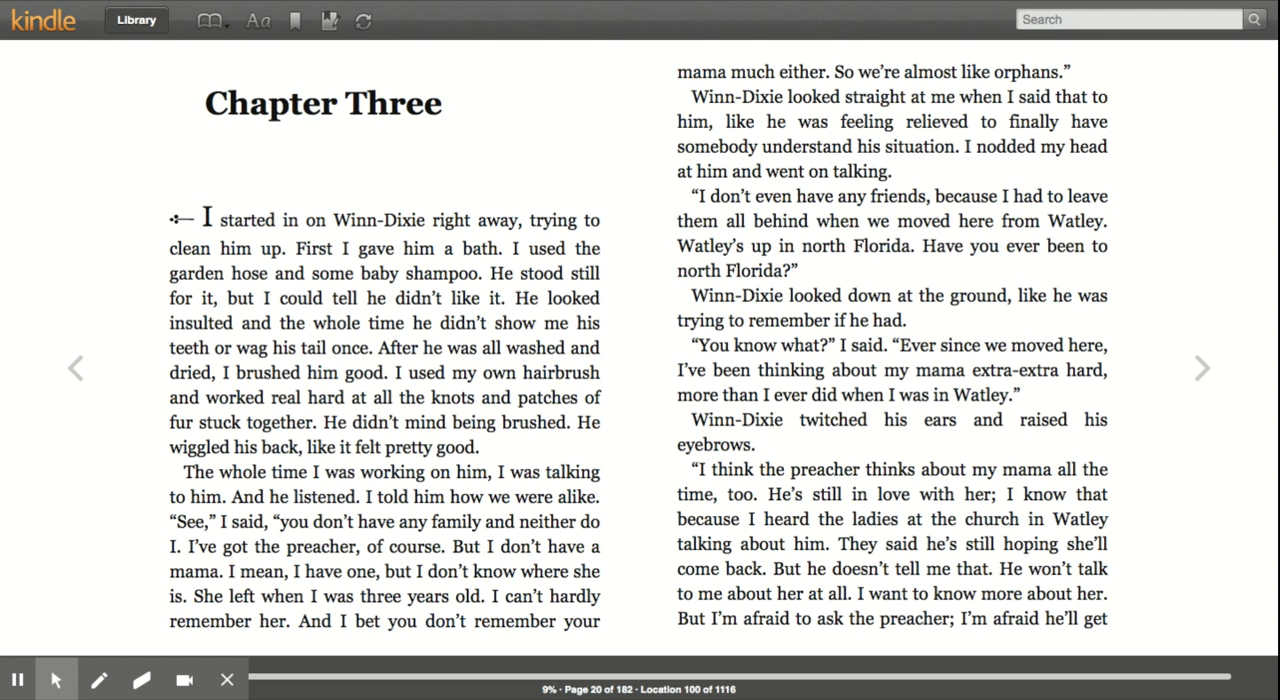 kindle
Library
Aa
Search
Chapter Three
I started in on Winn-Dixie right away, trying to
clean him up. First I gave him a bath. I used the
garden hose and some baby shampoo. He stood still
for it, but I could tell he didn’t like it. He looked
insulted and the whole time he didn’t show me his
teeth or wag his tail once. After he was all washed and
dried, I brushed him good. I used my own hairbrush
and worked real hard at all the knots and patches of
fur stuck together. He didn’t mind being brushed. He
wiggled his back, like it felt pretty good.
The whole time I was working on him, I was talking
to him. And he listened. I told him how we were alike.
“See,” I said, “you don’t have any family and neither do
I. I’ve got the preacher, of course. But I don’t have a
mama. I mean, I have one, but I don’t know where she
is. She left when I was three years old. I can’t hardly
remember her. And I bet you don’t remember your
mama much either. So we’re almost like orphans.”
Winn-Dixie looked straight at me when I said that to
him, like he was feeling relieved to finally have
somebody understand his situation. I nodded my head
at him and went on talking.
“I don’t even have any friends, because I had to leave
them all behind when we moved here from Watley.
Watley’s up in north Florida. Have you ever been to
north Florida?”
Winn-Dixie looked down at the ground, like he was
trying to remember if he had.
“You know what?” I said. “Ever since we moved here,
I’ve been thinking about my mama extra-extra hard,
more than I ever did when I was in Watley.”
Winn-Dixie twitched his ears and raised his
eyebrows.
“I think the preacher thinks about my mama all the
time, too. He’s still in love with her; I know that
because I heard the ladies at the church in Watley
talking about him. They said he’s still hoping she’ll
come back. But he doesn’t tell me that. He won’t talk
to me about her at all. I want to know more about her.
But I’m afraid to ask the preacher; I’m afraid he’ll get
9% · Page 20 of 182 · Location 100 of 1116